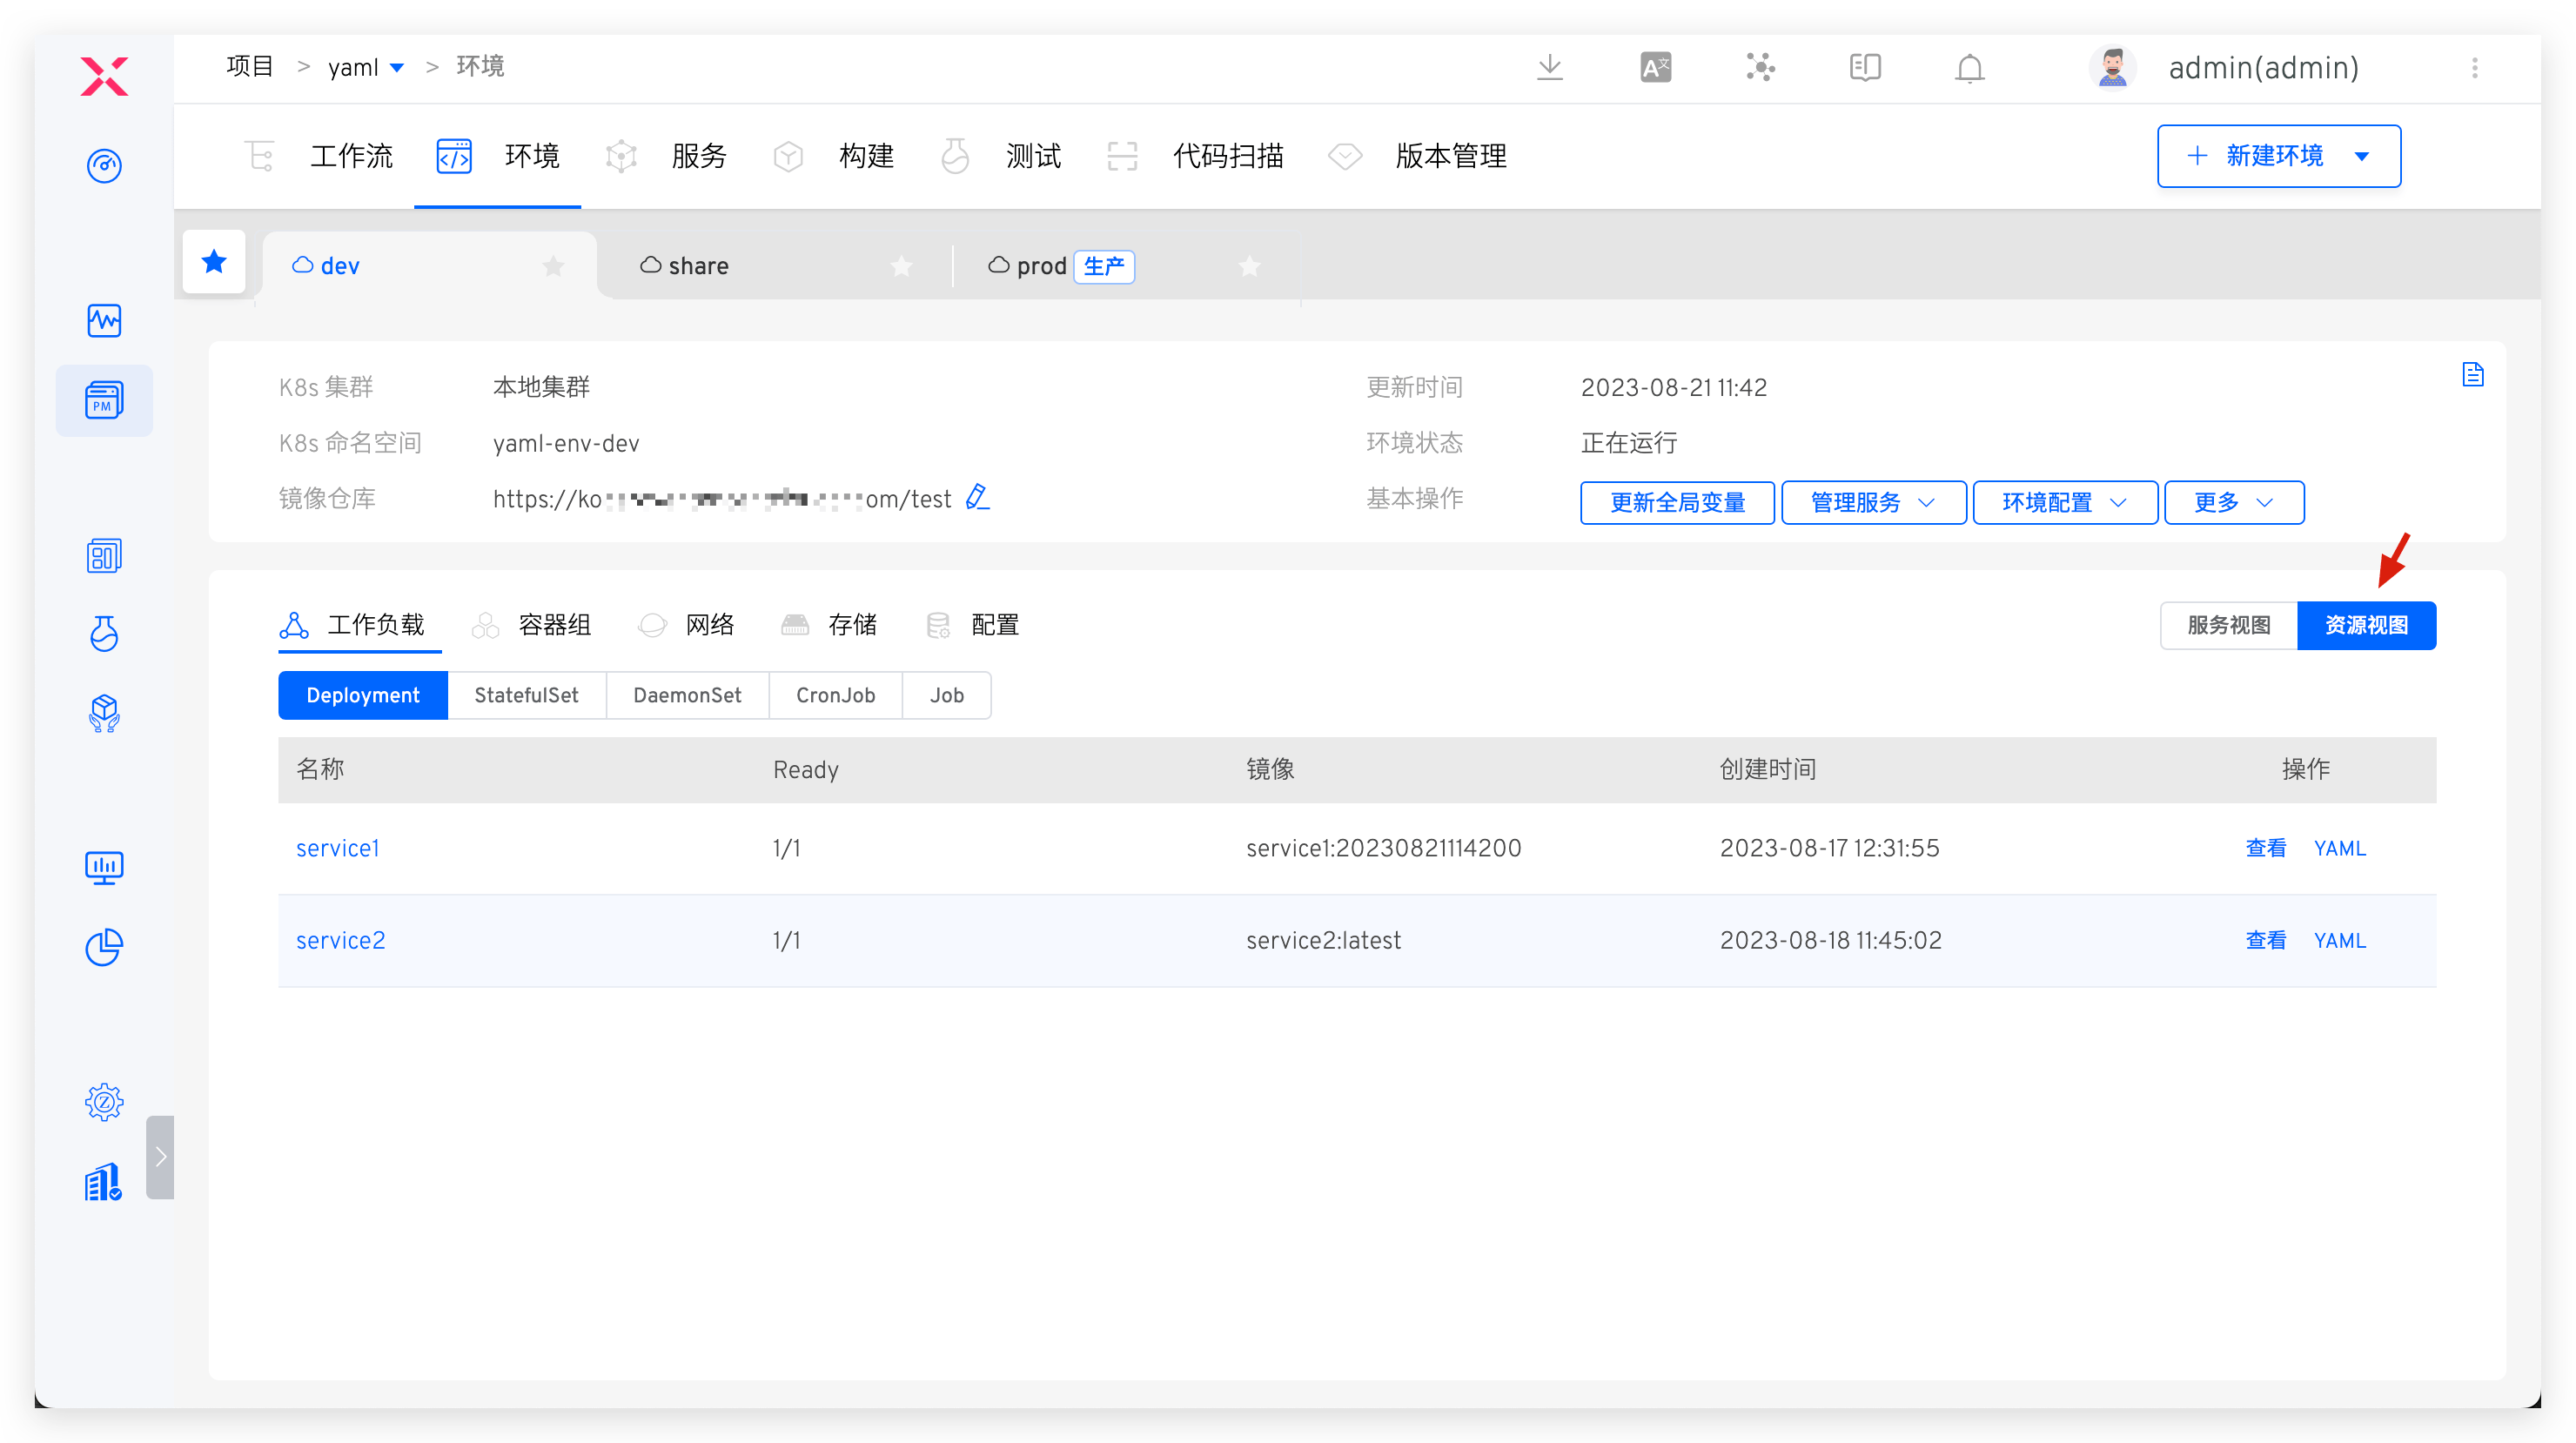 项目 > yaml > 环境
admin(admin)
工作流 环境 服务 构建 测试 代码扫描 版本管理
+ 新建环境
dev share prod 生产
K8s 集群 本地集群 更新时间 2023-08-21 11:42
K8s 命名空间 yaml-env-dev 环境状态 正在运行
镜像仓库 https://ko om/test 基本操作 更新全局变量 管理服务 环境配置 更多
PM
工作负载 容器组 网络 存储 配置 服务视图 资源视图
Deployment StatefulSet DaemonSet CronJob Job
名称 Ready 镜像 创建时间 操作
service1 1/1 service1:20230821114200 2023-08-17 12:31:55 查看 YAML
service2 1/1 service2:latest 2023-08-18 11:45:02 查看 YAML